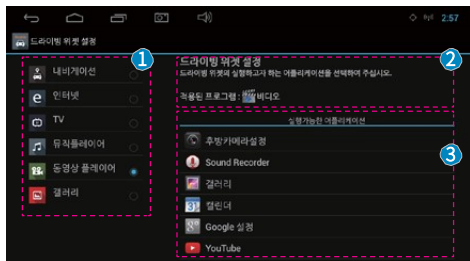 2:57
드라이빙 위젯 설정
1
내비게이션
인터넷
TV
뮤직플레이어
동영상 플레이어
갤러리
2
드라이빙 위젯 설정
드라이빙 위젯의 실행하고자 하는 어플리케이션을 선택하여 주십시오.
적용된 프로그램 : 비디오
3
실행가능한 어플리케이션
후방카메라설정
Sound Recorder
갤러리
31
캘린더
Google 설정
YouTube